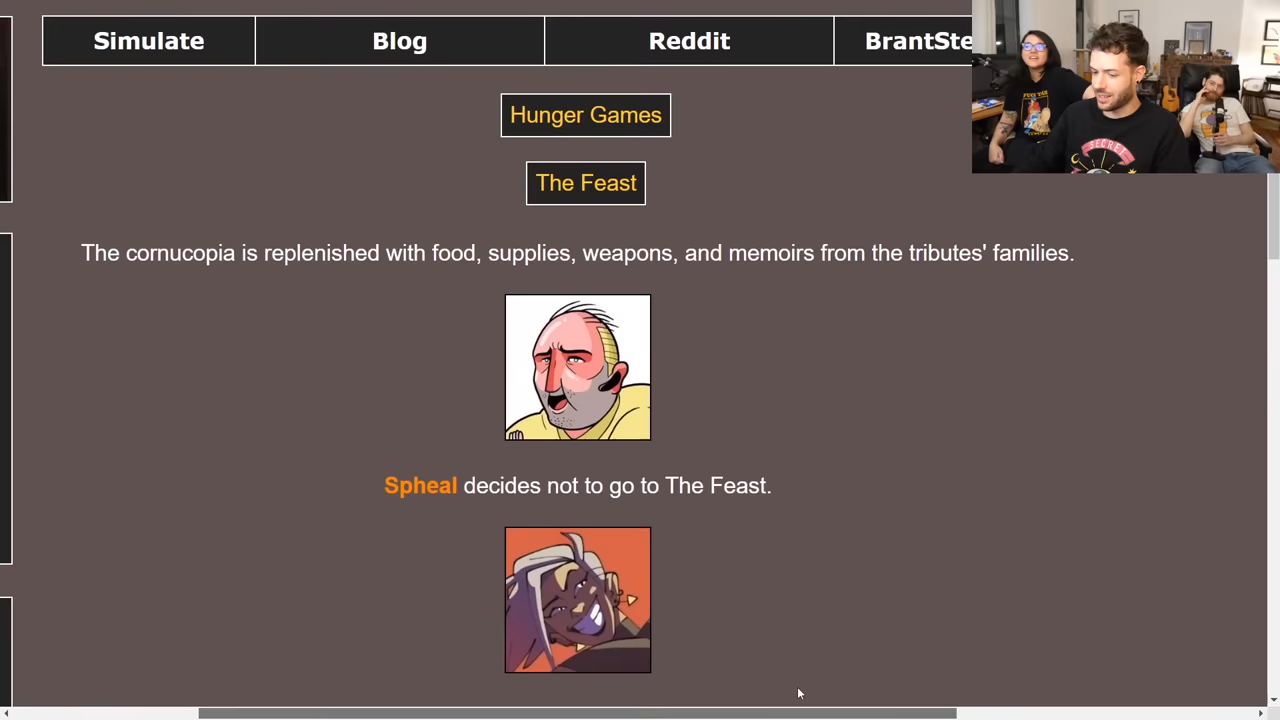 Simulate
Blog
Reddit
BrantSte
Hunger Games
The Feast
The cornucopia is replenished with food, supplies, weapons, and memoirs from the tributes' families.
Spheal decides not to go to The Feast.
SECRET